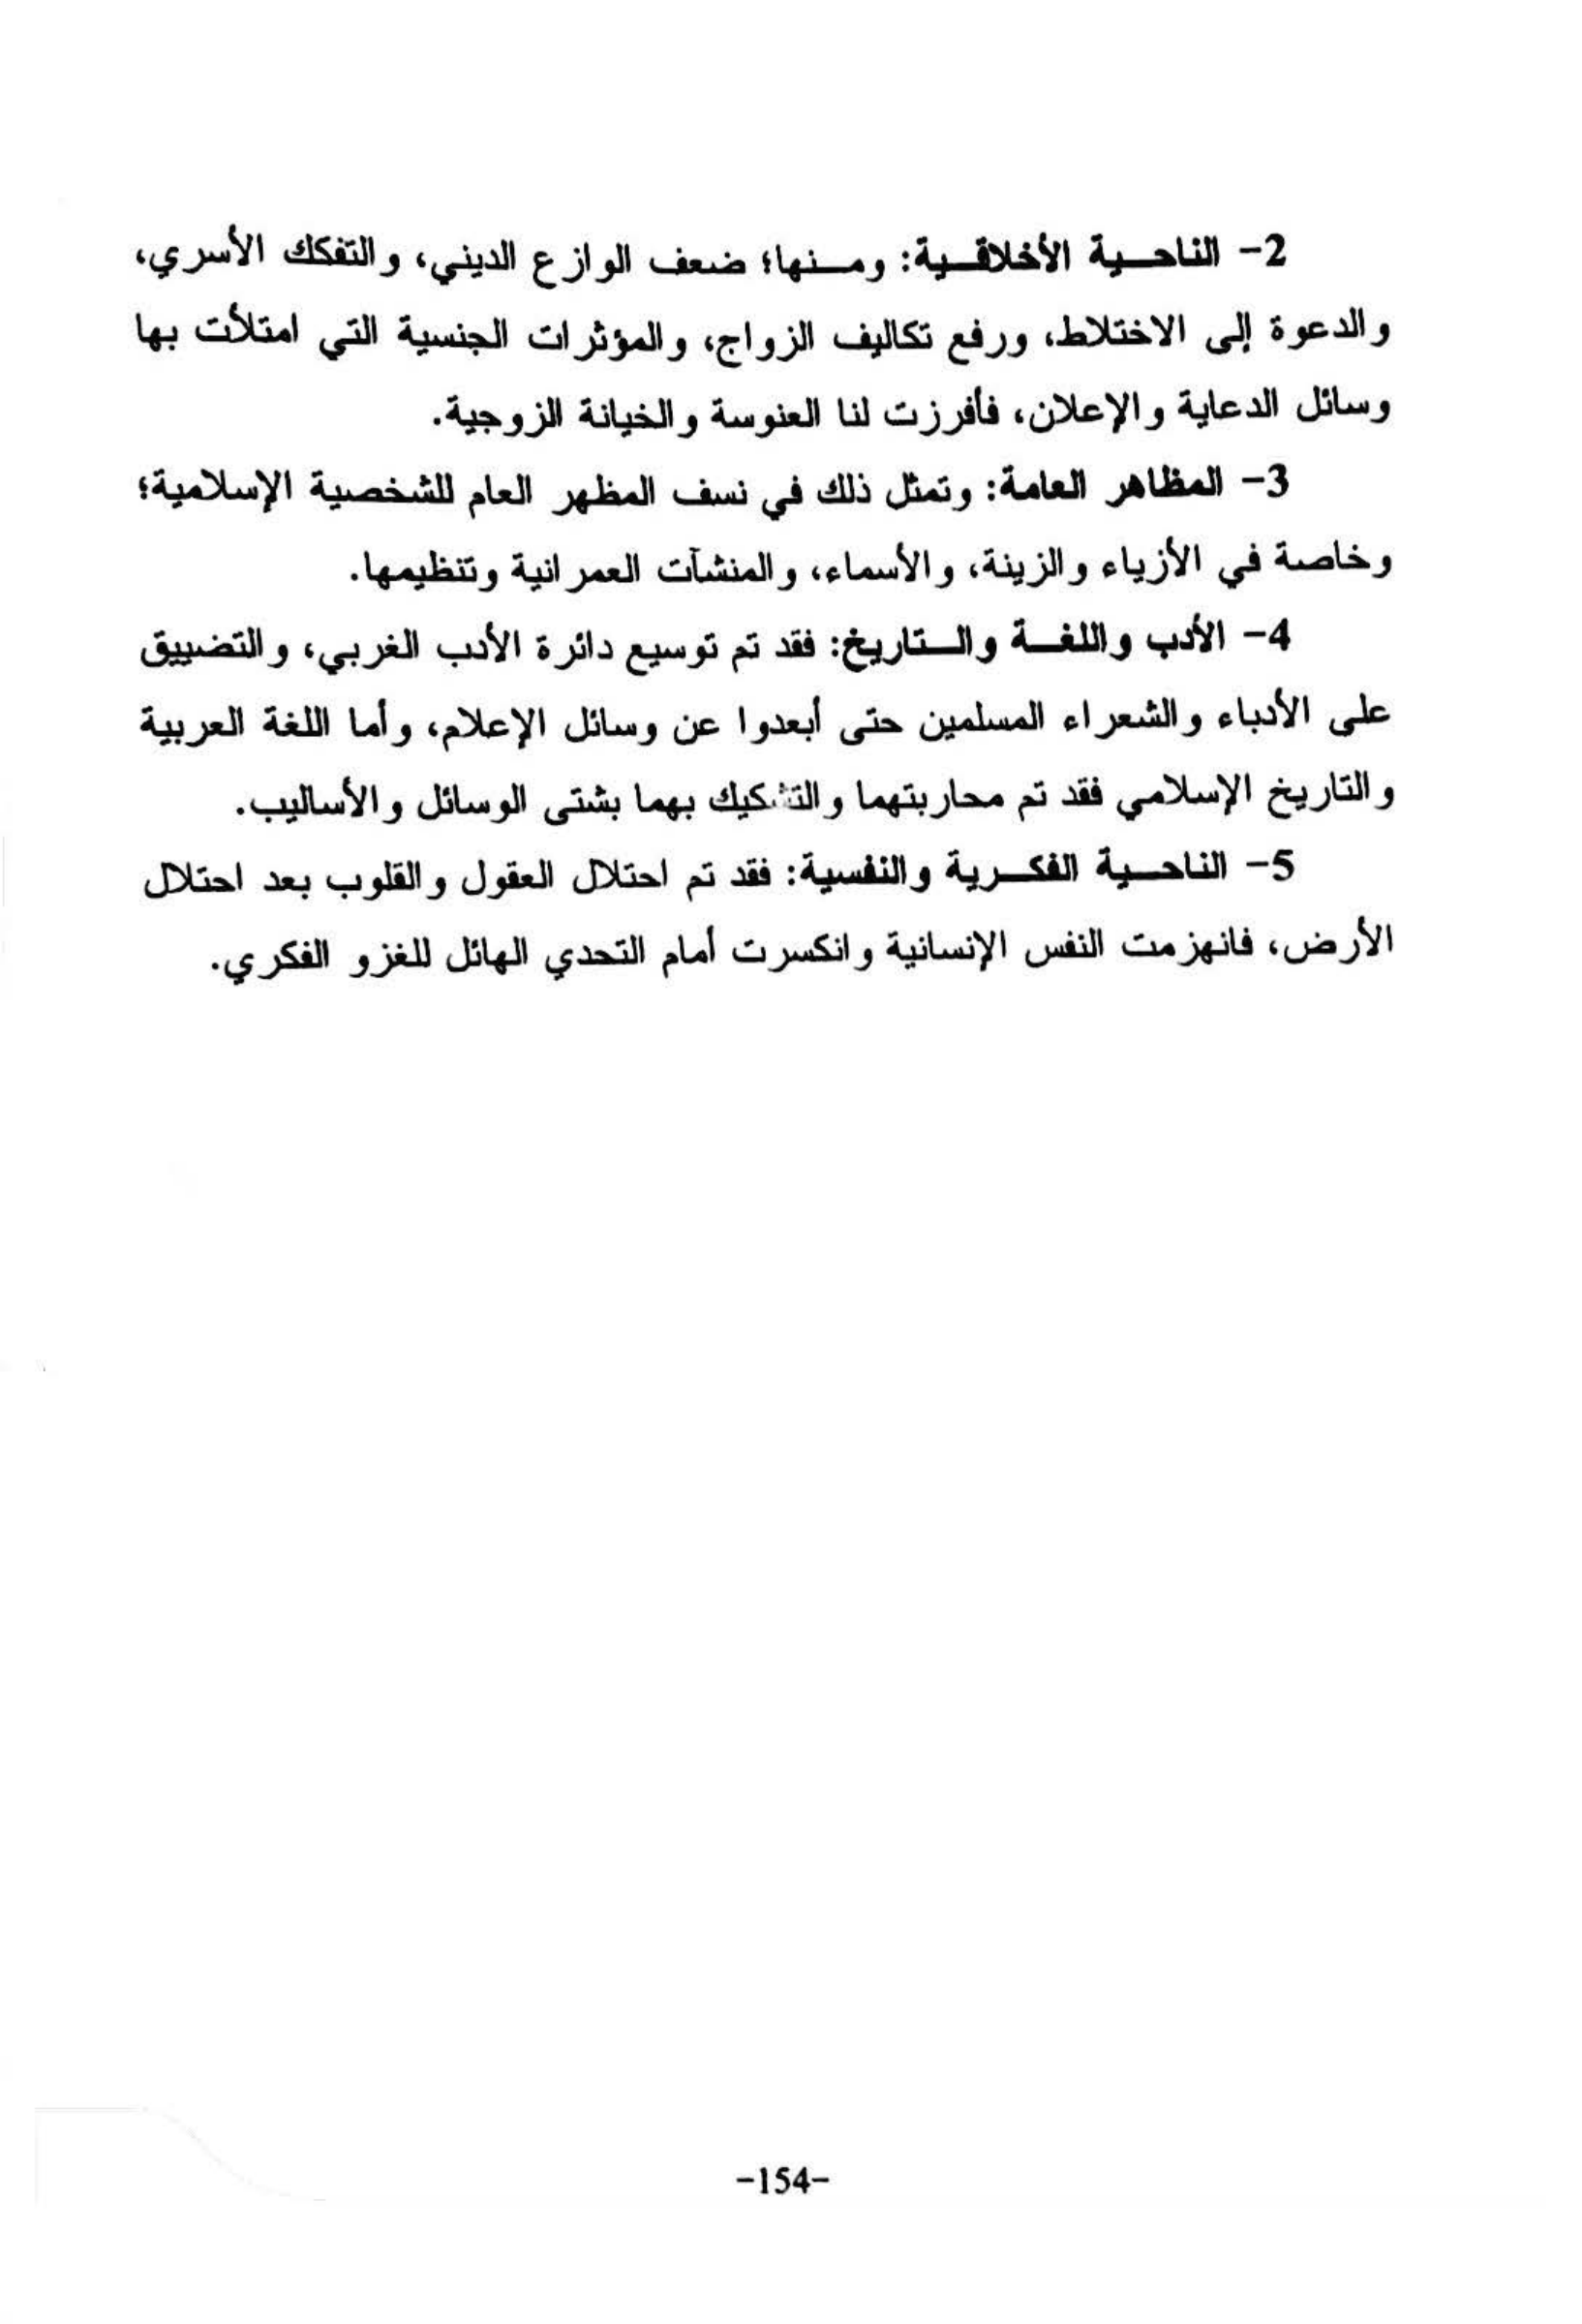 2- الناحية الأخلاقية: ومنها؛ ضعف الوازع الديني، والتفكك الأسري،
والدعوة إلى الاختلاط، ورفع تكاليف الزواج، والمؤثرات الجنسية التي امتلأت بها
وسائل الدعاية والإعلان، فأفرزت لنا العنوسة والخيانة الزوجية.
3- المظاهر العامة: وتمثل ذلك في نسف المظهر العام للشخصية الإسلامية؛
وخاصة في الأزياء والزينة، والأسماء، والمنشآت العمرانية وتنظيمها.
4- الأدب واللغة والتاريخ: فقد تم توسيع دائرة الأدب الغربي، والتضييق
على الأدباء والشعراء المسلمين حتى أبعدوا عن وسائل الإعلام، وأما اللغة العربية
والتاريخ الإسلامي فقد تم محاربتهما والتشكيك بهما بشتى الوسائل والأساليب.
5- الناحية الفكرية والنفسية: فقد تم احتلال العقول والقلوب بعد احتلال
الأرض، فانهزمت النفس الإنسانية وانكسرت أمام التحدي الهائل للغزو الفكري.
-154-